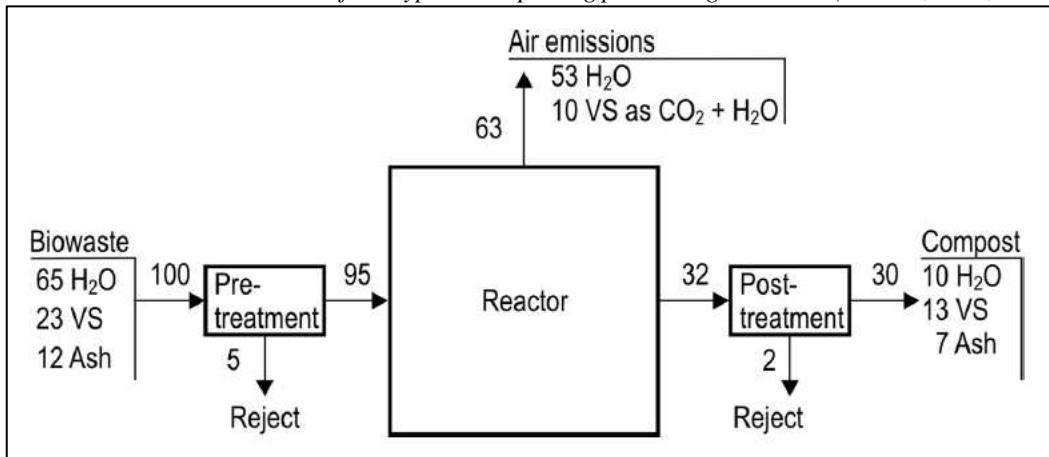 Air emissions
53 H₂O
10 VS as CO₂ + H₂O
63
Biowaste
65 H₂O
23 VS
12 Ash
100
Pre-
treatment
5
Reject
95
Reactor
32
Post-
treatment
2
Reject
30
Compost
10 H₂O
13 VS
7 Ash